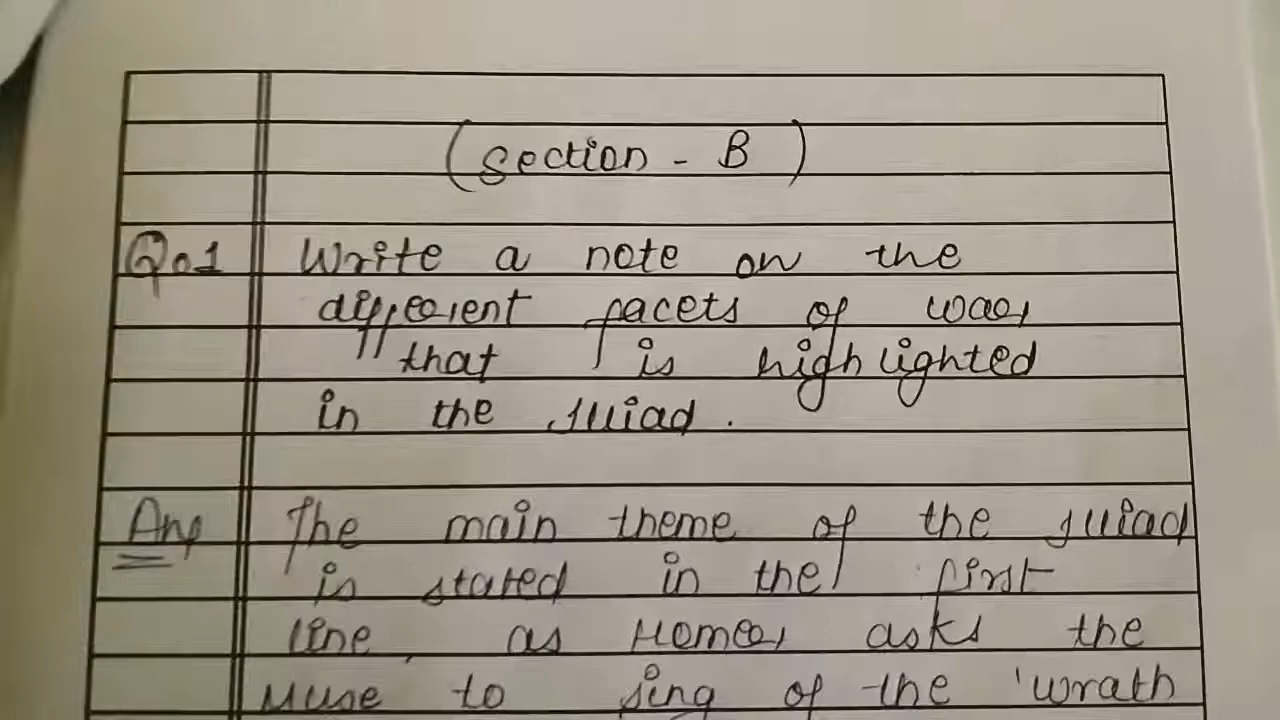 (Section - B)
Q.1 Write a note on the
different facets of war
that is highlighted
in the Iliad.
Ans The main theme of the Iliad
is stated in the first
line, as Homer asks the
Muse to sing of the 'wrath